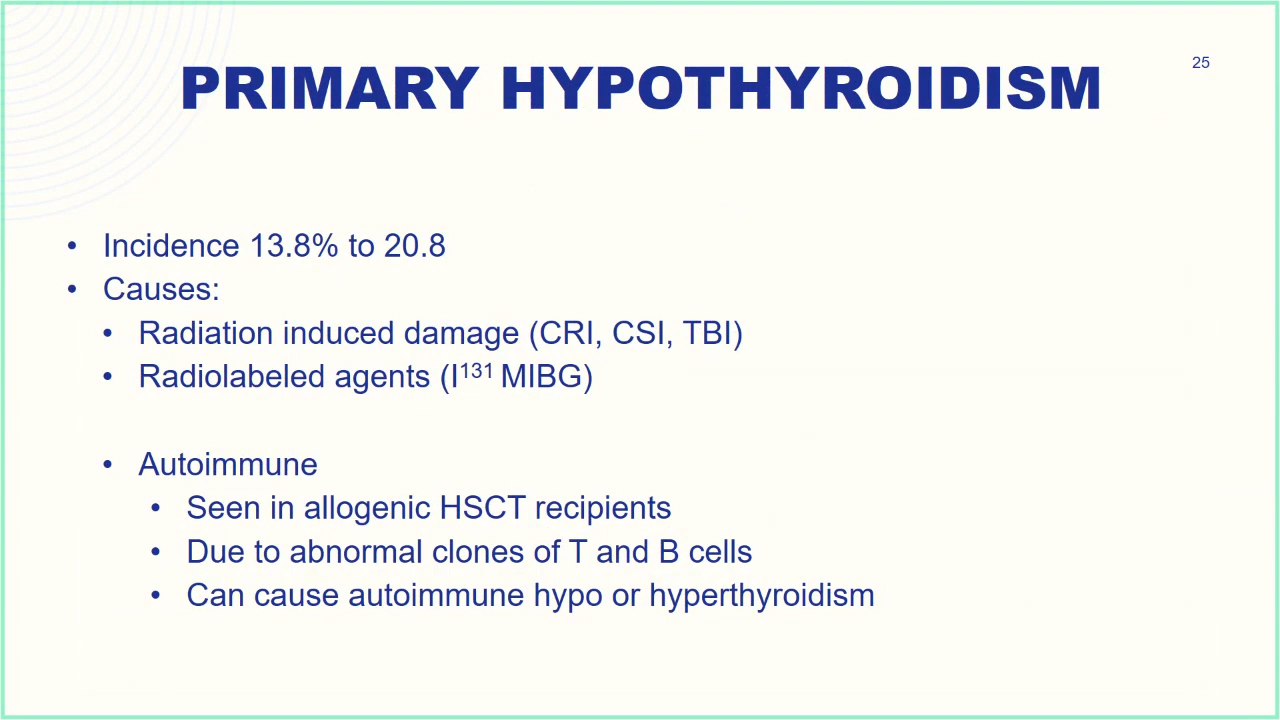 25
PRIMARY HYPOTHYROIDISM
• Incidence 13.8% to 20.8
• Causes:
• Radiation induced damage (CRI, CSI, TBI)
• Radiolabeled agents (I¹³¹ MIBG)
• Autoimmune
• Seen in allogenic HSCT recipients
• Due to abnormal clones of T and B cells
• Can cause autoimmune hypo or hyperthyroidism